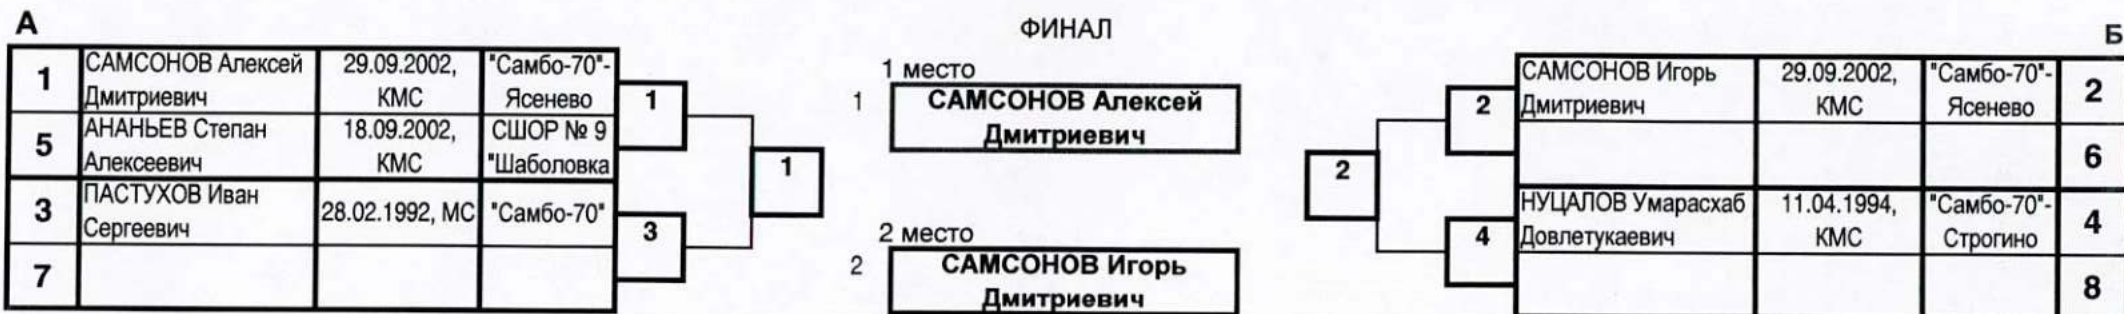 А
ФИНАЛ
Б
1
САМСОНОВ Алексей
Дмитриевич
29.09.2002,
КМС
"Самбо-70"-
Ясенево
5
АНАНЬЕВ Степан
Алексеевич
18.09.2002,
КМС
СШОР № 9
"Шаболовка
3
ПАСТУХОВ Иван
Сергеевич
28.02.1992, МС
"Самбо-70"
7
1
3
1
1 место
1
САМСОНОВ Алексей
Дмитриевич
2 место
2
САМСОНОВ Игорь
Дмитриевич
2
2
4
САМСОНОВ Игорь
Дмитриевич
29.09.2002,
КМС
"Самбо-70"-
Ясенево
2
6
НУЦАЛОВ Умарасхаб
Довлетукаевич
11.04.1994,
КМС
"Самбо-70"-
Строгино
4
8